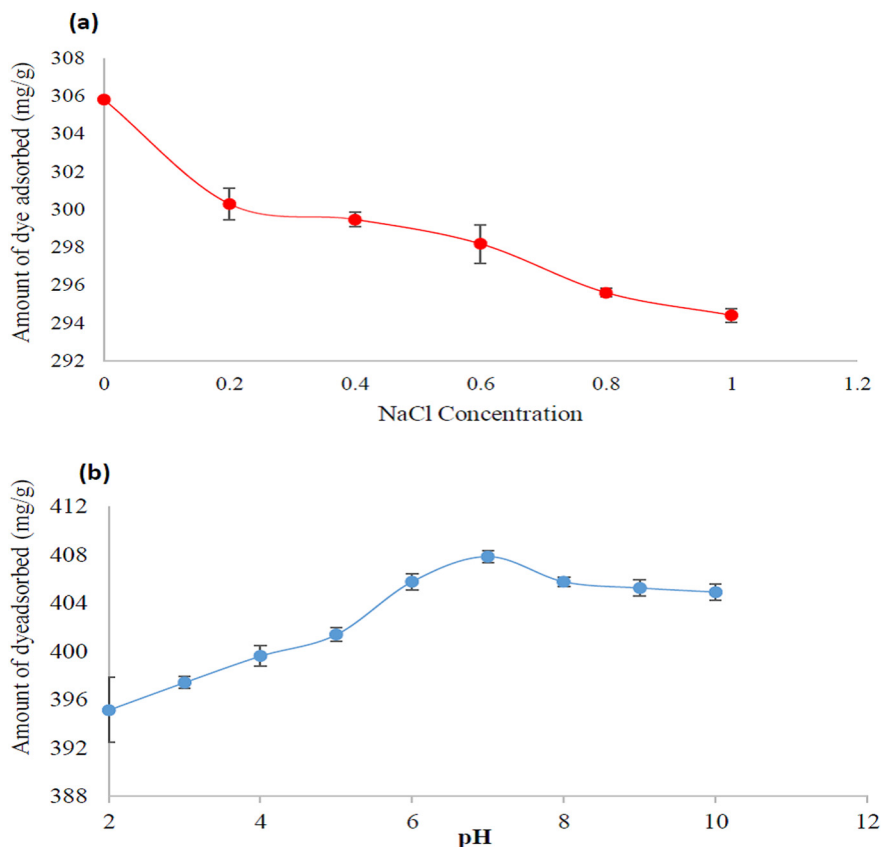 (a)
Amount of dye adsorbed (mg/g)
308
306
304
302
300
298
296
294
292
0 0.2 0.4 0.6 0.8 1 1.2
NaCl Concentration
(b)
Amount of dyeadsorbed (mg/g)
412
408
404
400
396
392
388
2 4 6 8 10 12
pH